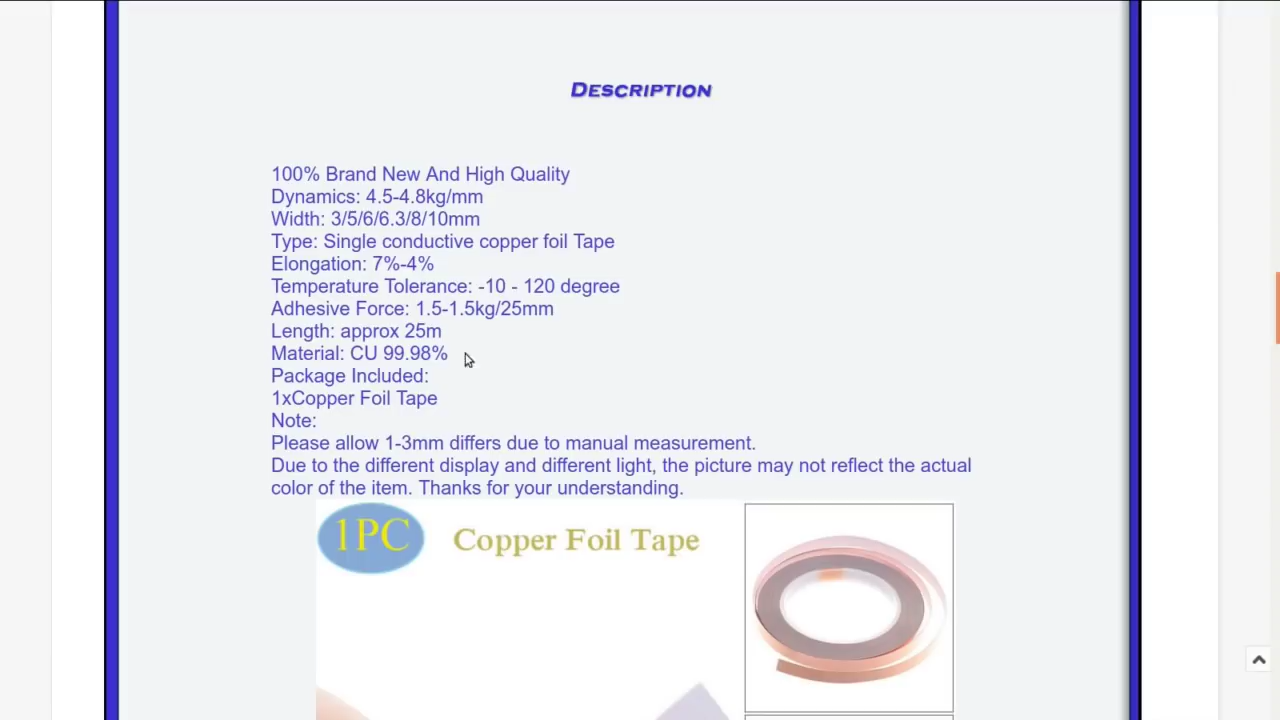 Description
100% Brand New And High Quality
Dynamics: 4.5-4.8kg/mm
Width: 3/5/6/6.3/8/10mm
Type: Single conductive copper foil Tape
Elongation: 7%-4%
Temperature Tolerance: -10 - 120 degree
Adhesive Force: 1.5-1.5kg/25mm
Length: approx 25m
Material: CU 99.98%
Package Included:
1xCopper Foil Tape
Note:
Please allow 1-3mm differs due to manual measurement.
Due to the different display and different light, the picture may not reflect the actual
color of the item. Thanks for your understanding.
1PC Copper Foil Tape